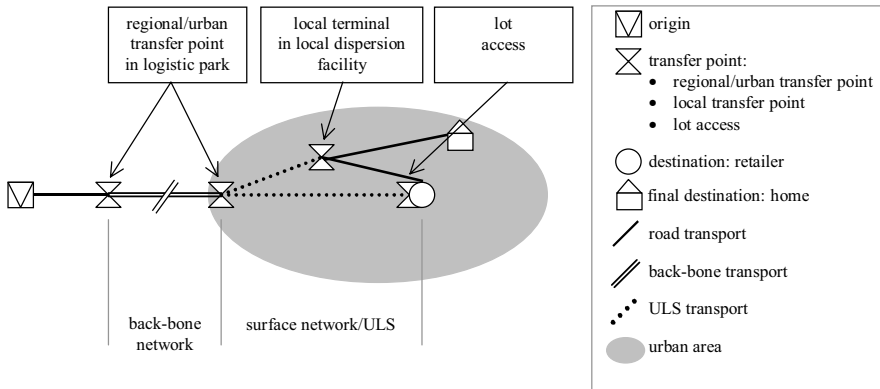 regional/urban
transfer point
in logistic park
local terminal
in local dispersion
facility
lot
access
back-bone
network
surface network/ULS
origin
transfer point:
• regional/urban transfer point
• local transfer point
• lot access
destination: retailer
final destination: home
road transport
back-bone transport
ULS transport
urban area